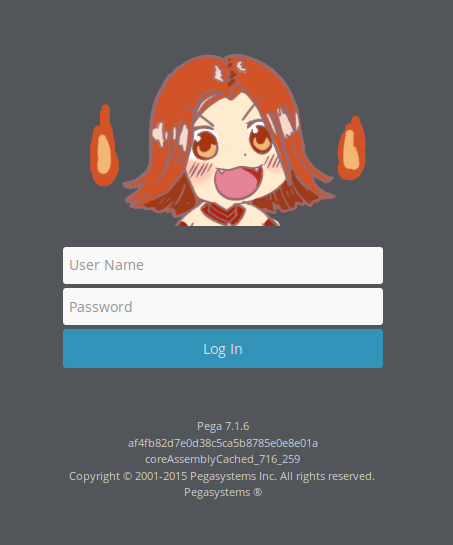 User Name
Password
Log In
Pega 7.1.6
af4fb82d7e0d38c5ca5b8785e0e8e01a
coreAssemblyCached_716_259
Copyright © 2001-2015 Pegasystems Inc. All rights reserved.
Pegasystems ®